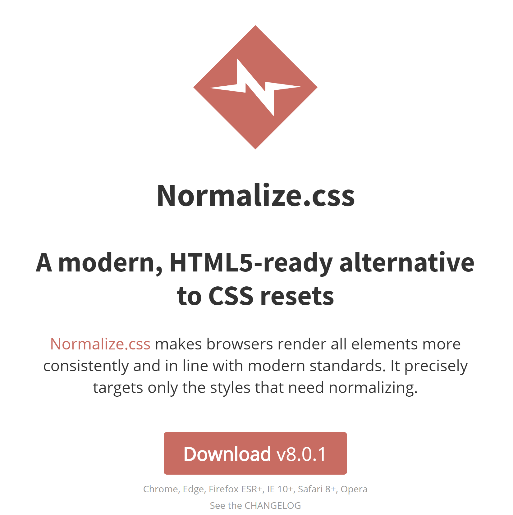 Normalize.css
A modern, HTML5-ready alternative
to CSS resets
Normalize.css makes browsers render all elements more
consistently and in line with modern standards. It precisely
targets only the styles that need normalizing.
Download v8.0.1
Chrome, Edge, Firefox ESR+, IE 10+, Safari 8+, Opera
See the CHANGELOG